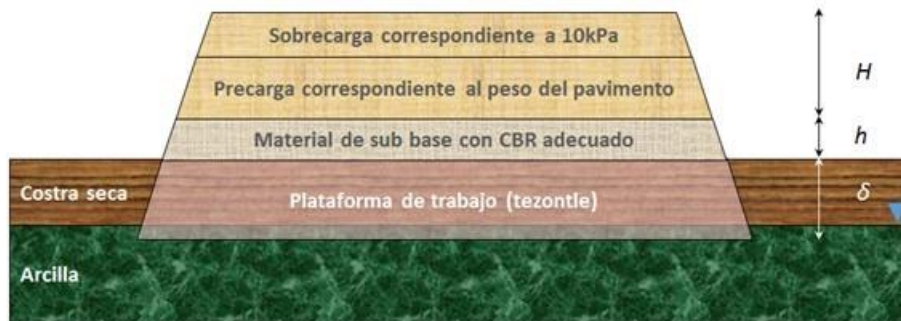 Sobrecarga correspondiente a 10kPa
H
Precarga correspondiente al peso del pavimento
Material de sub base con CBR adecuado
h
Costra seca
Plataforma de trabajo (tezontle)
δ
Arcilla